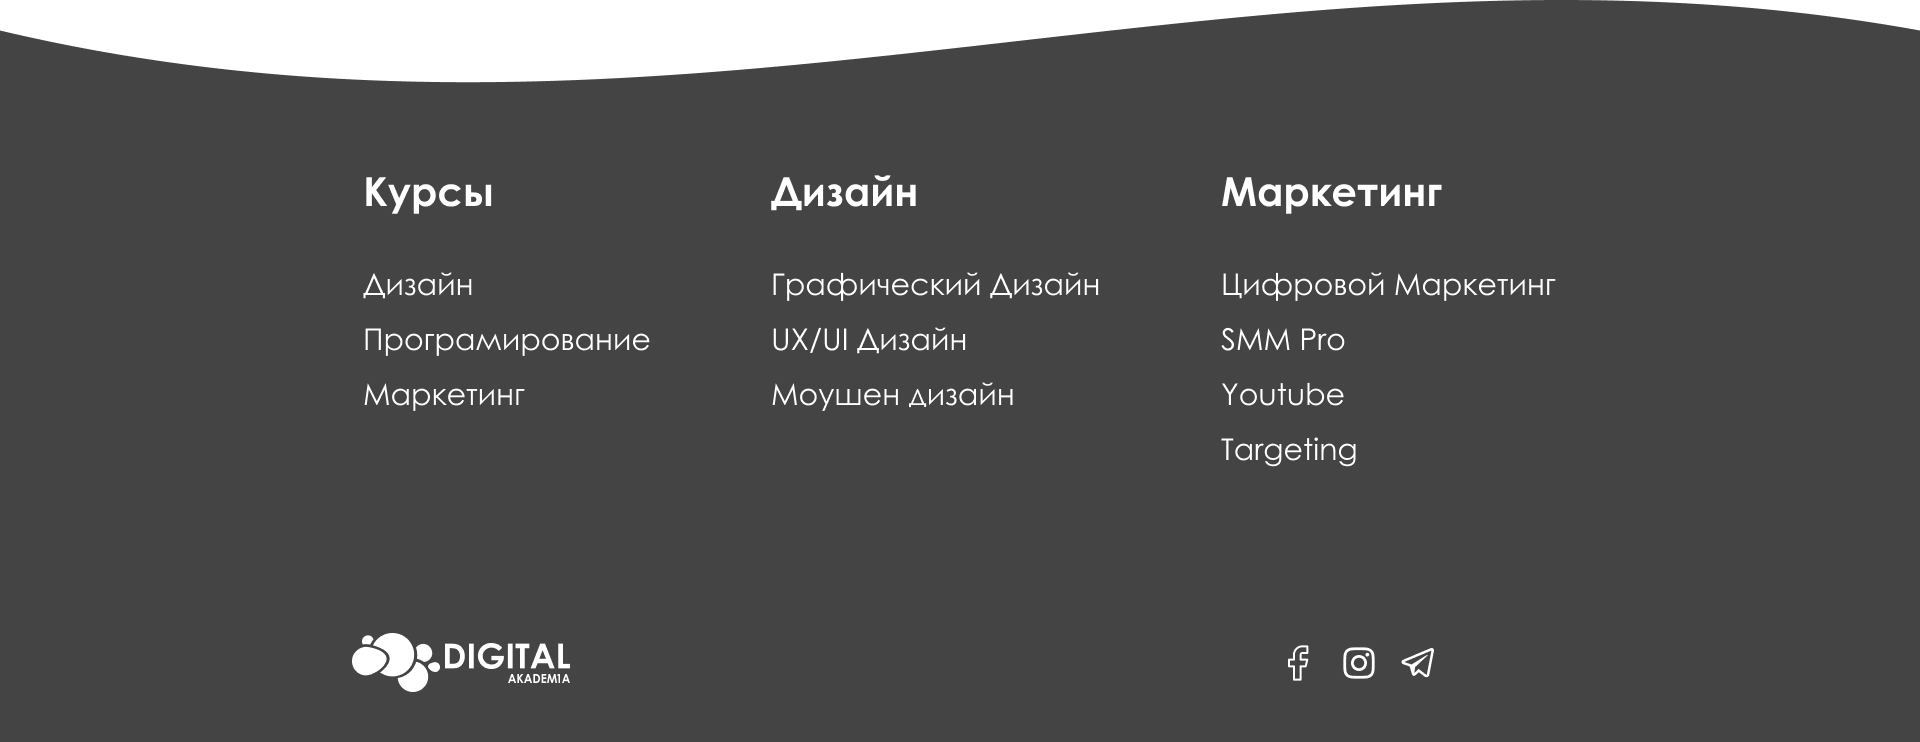 Курсы
Дизайн
Програмирование
Маркетинг
Дизайн
Графический Дизайн
UX/UI Дизайн
Моушен дизайн
Маркетинг
Цифровой Маркетинг
SMM Pro
Youtube
Targeting
DIGITAL
AKADEMIA